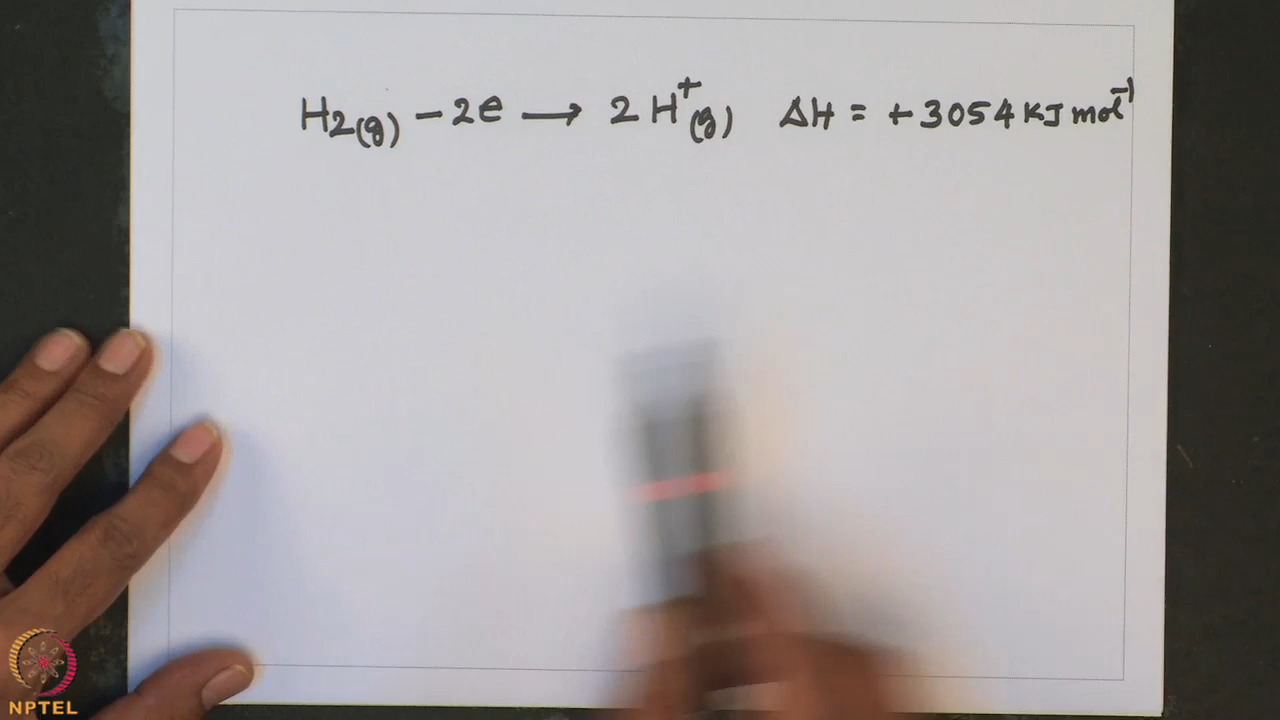 H₂(g) − 2e ⟶ 2H⁺(g) ΔH = +3054 KJ mol⁻¹
NPTEL